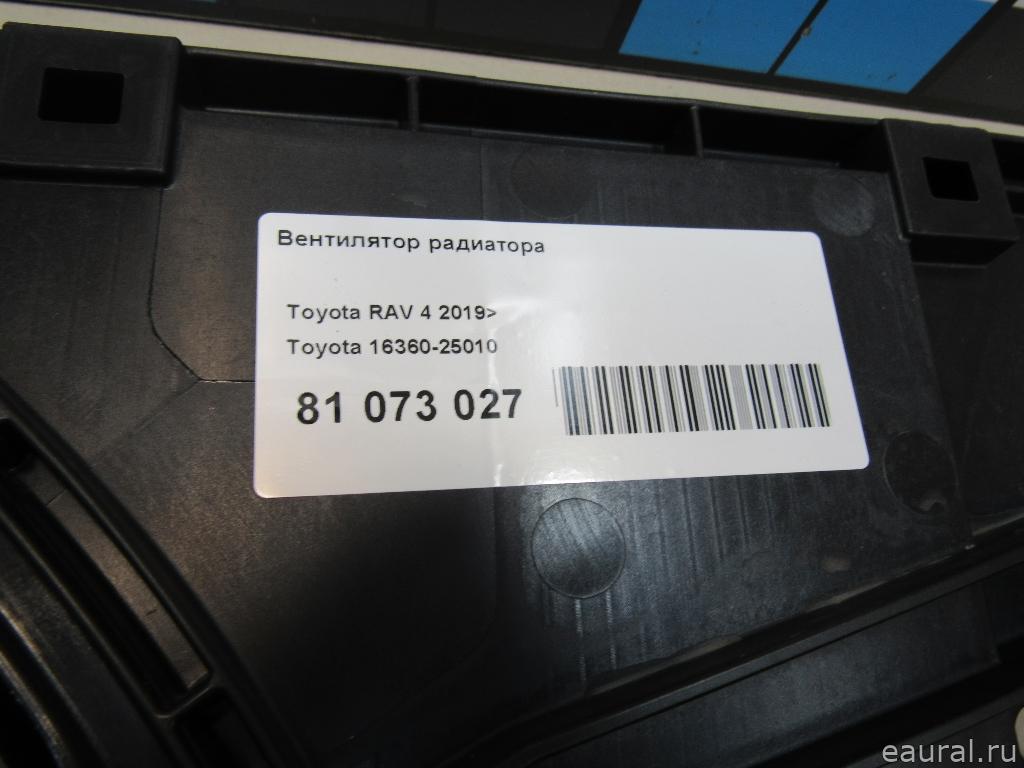 Вентилятор радиатора
Toyota RAV 4 2019>
Toyota 16360-25010
81 073 027
eaural.ru